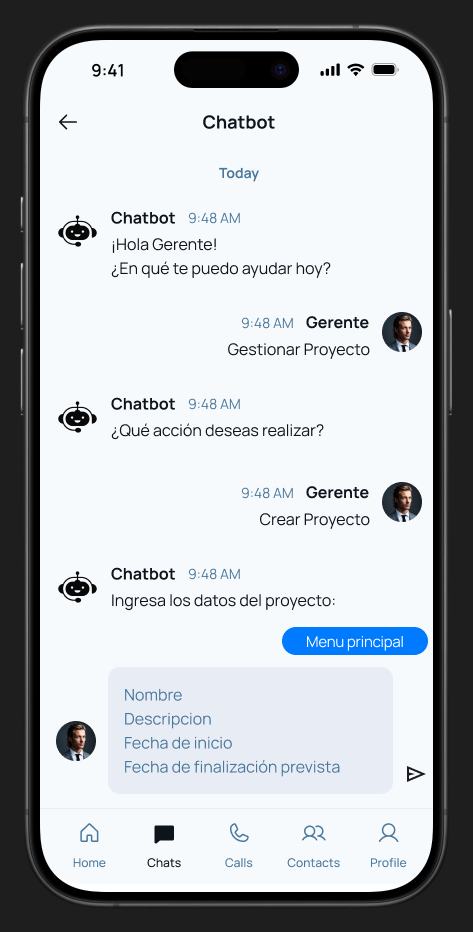 9:41
Chatbot
Today
Chatbot 9:48 AM
¡Hola Gerente!
¿En qué te puedo ayudar hoy?
9:48 AM Gerente
Gestionar Proyecto
Chatbot 9:48 AM
¿Qué acción deseas realizar?
9:48 AM Gerente
Crear Proyecto
Chatbot 9:48 AM
Ingresa los datos del proyecto:
Menu principal
Nombre
Descripcion
Fecha de inicio
Fecha de finalización prevista
Home Chats Calls Contacts Profile